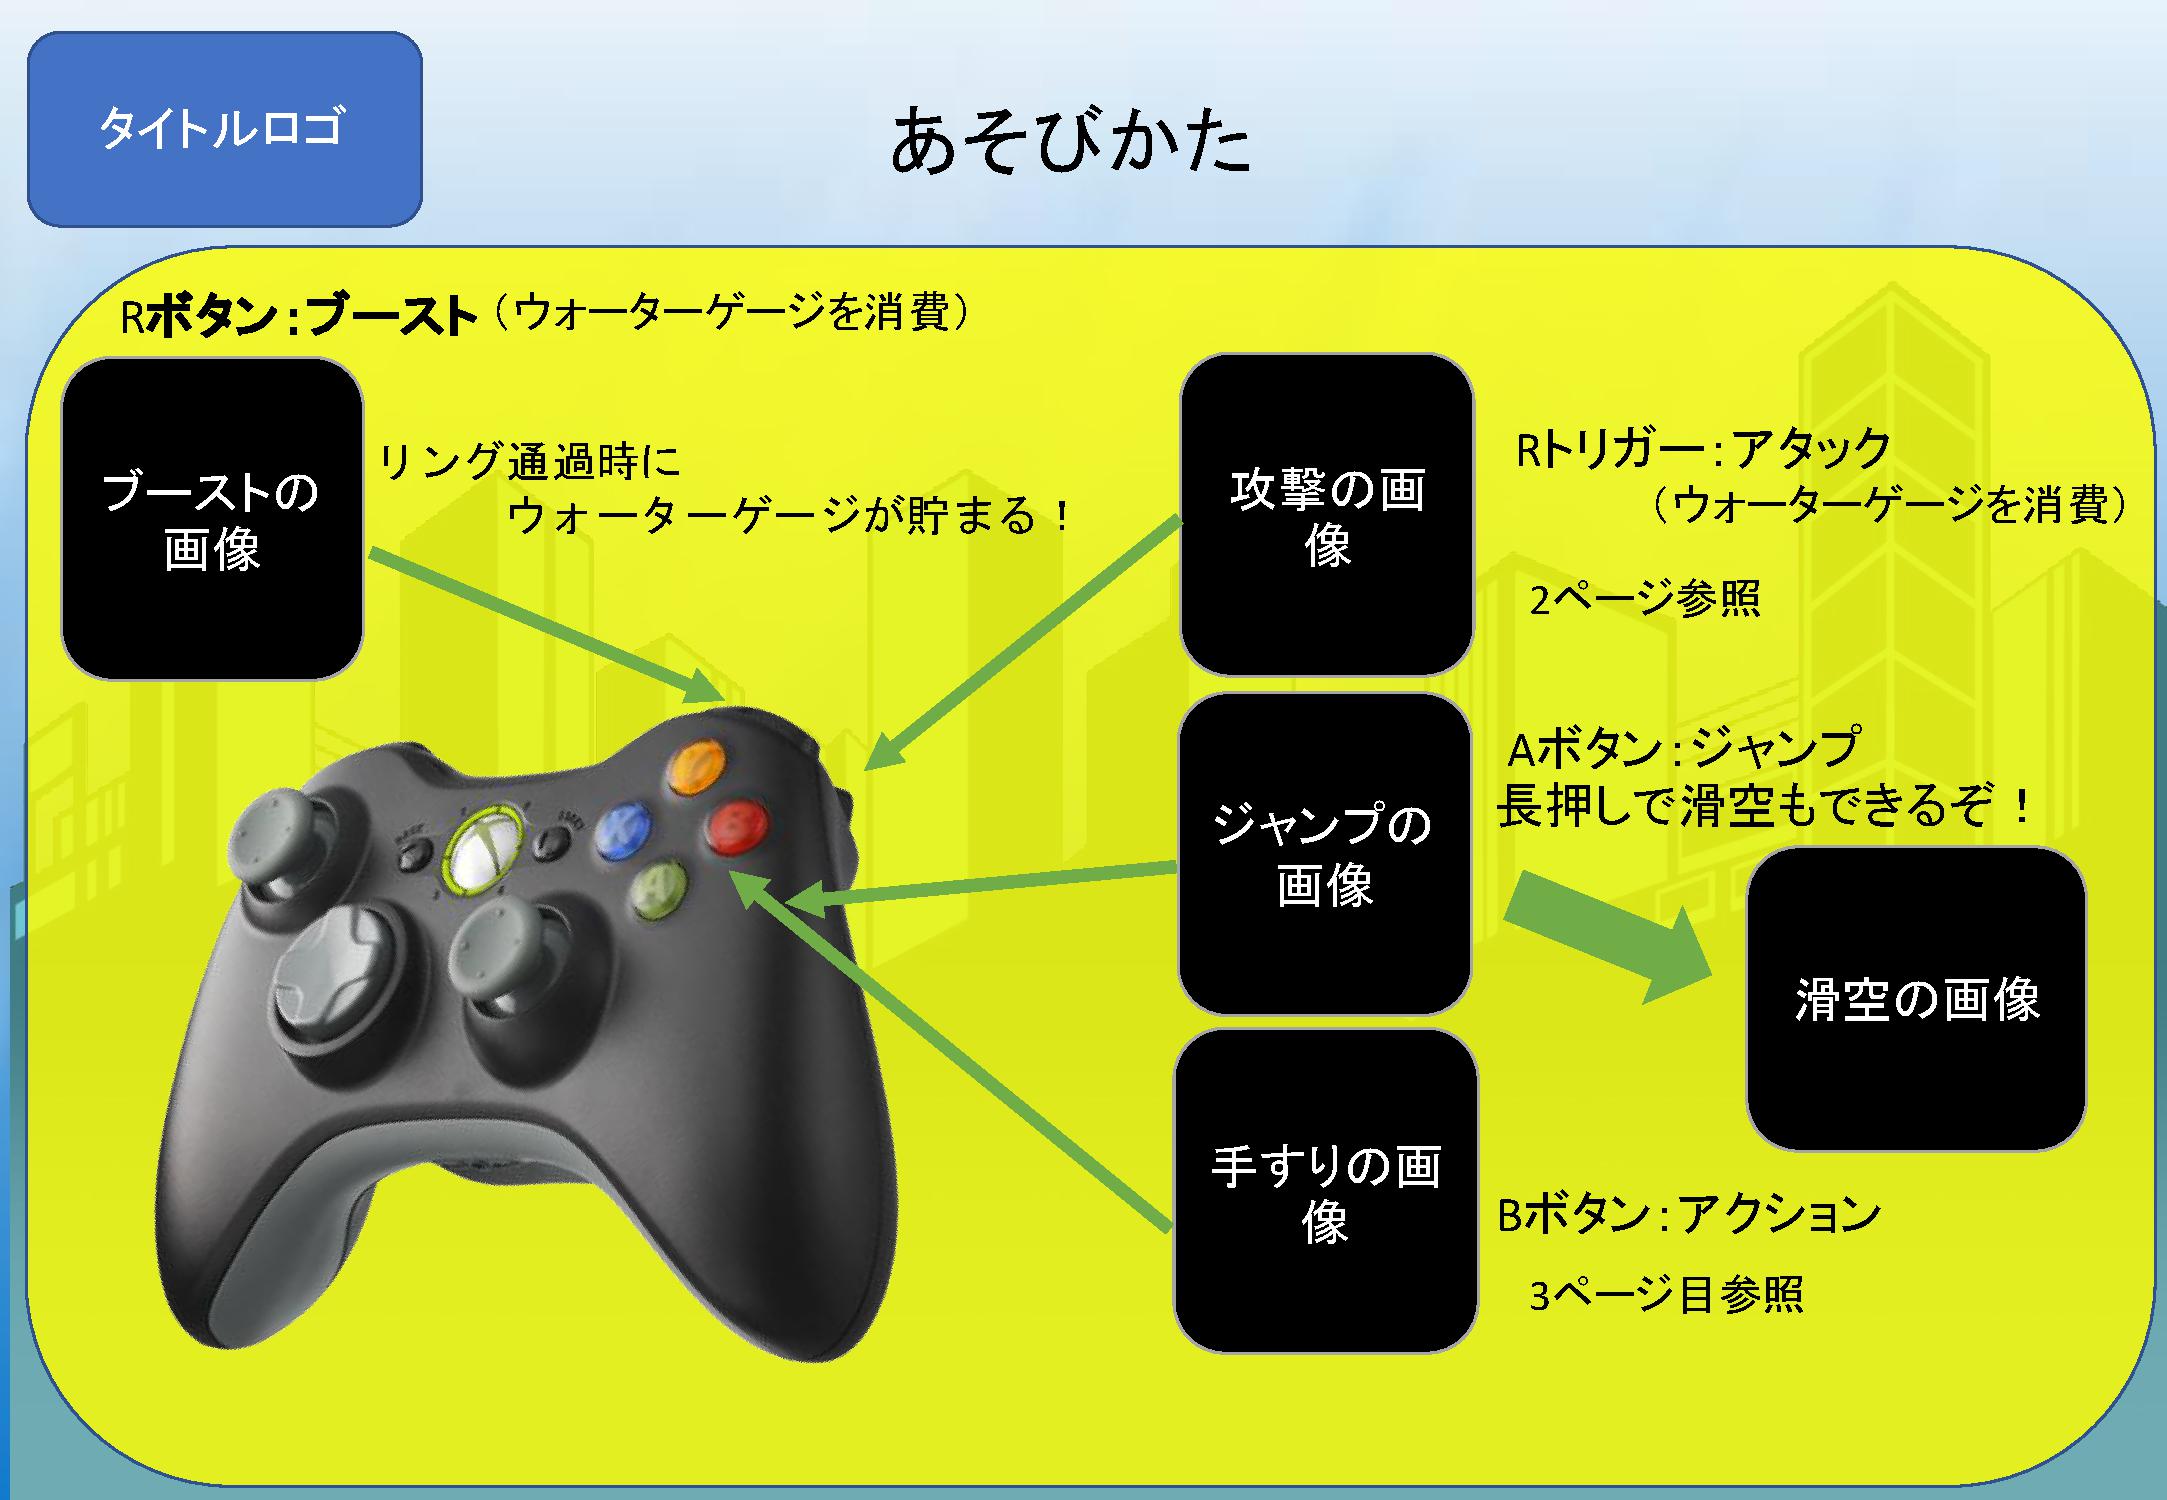 タイトルロゴ
あそびかた
Rボタン：ブースト（ウォーターゲージを消費）
ブーストの
画像
リング通過時に
ウォーターゲージが貯まる！
攻撃の画
像
Rトリガー：アタック
（ウォーターゲージを消費）
2ページ参照
ジャンプの
画像
Aボタン：ジャンプ
長押しで滑空もできるぞ！
滑空の画像
手すりの画
像
Bボタン：アクション
3ページ目参照
Y
X
B
A